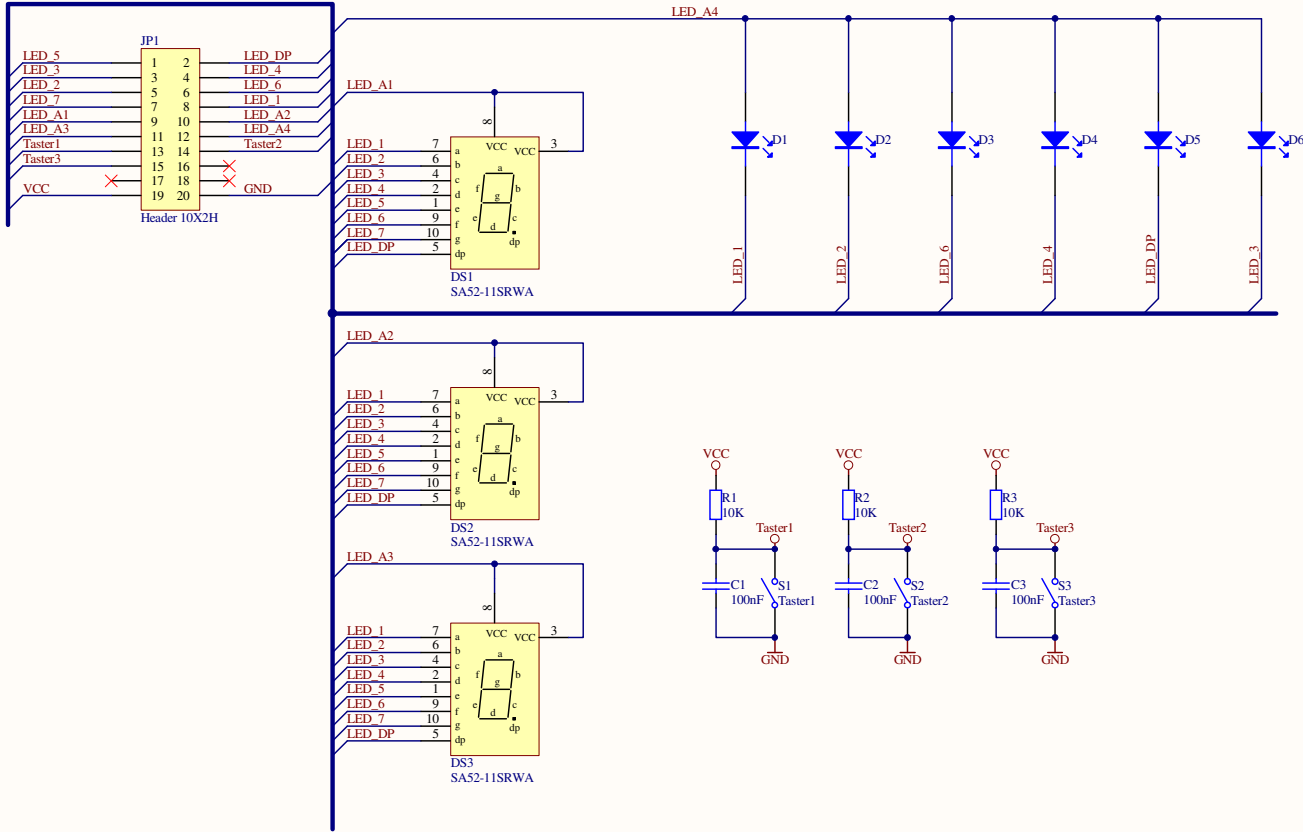 LED_A4
JP1
LED_5 1 2 LED_DP
LED_3 3 4 LED_4
LED_2 5 6 LED_6
LED_7 7 8 LED_1
LED_A1 9 10 LED_A2
LED_A3 11 12 LED_A4
Taster1 13 14 Taster2
Taster3 15 16
17 18
VCC 19 20 GND
Header 10X2H
LED_A1
8
VCC VCC 3
LED_1 7 a
LED_2 6 b
LED_3 4 c
LED_4 2 d
LED_5 1 e
LED_6 9 f
LED_7 10 g
LED_DP 5 dp
a
f b
g
e c
d
dp
DS1
SA52-11SRWA
D1 D2 D3 D4 D5 D6
LED_1
LED_2
LED_6
LED_4
LED_DP
LED_3
LED_A2
8
VCC VCC 3
LED_1 7 a
LED_2 6 b
LED_3 4 c
LED_4 2 d
LED_5 1 e
LED_6 9 f
LED_7 10 g
LED_DP 5 dp
a
f b
g
e c
d
dp
DS2
SA52-11SRWA
LED_A3
8
VCC VCC 3
LED_1 7 a
LED_2 6 b
LED_3 4 c
LED_4 2 d
LED_5 1 e
LED_6 9 f
LED_7 10 g
LED_DP 5 dp
a
f b
g
e c
d
dp
DS3
SA52-11SRWA
VCC
R1
10K
Taster1
C1
100nF
S1
Taster1
GND
VCC
R2
10K
Taster2
C2
100nF
S2
Taster2
GND
VCC
R3
10K
Taster3
C3
100nF
S3
Taster3
GND